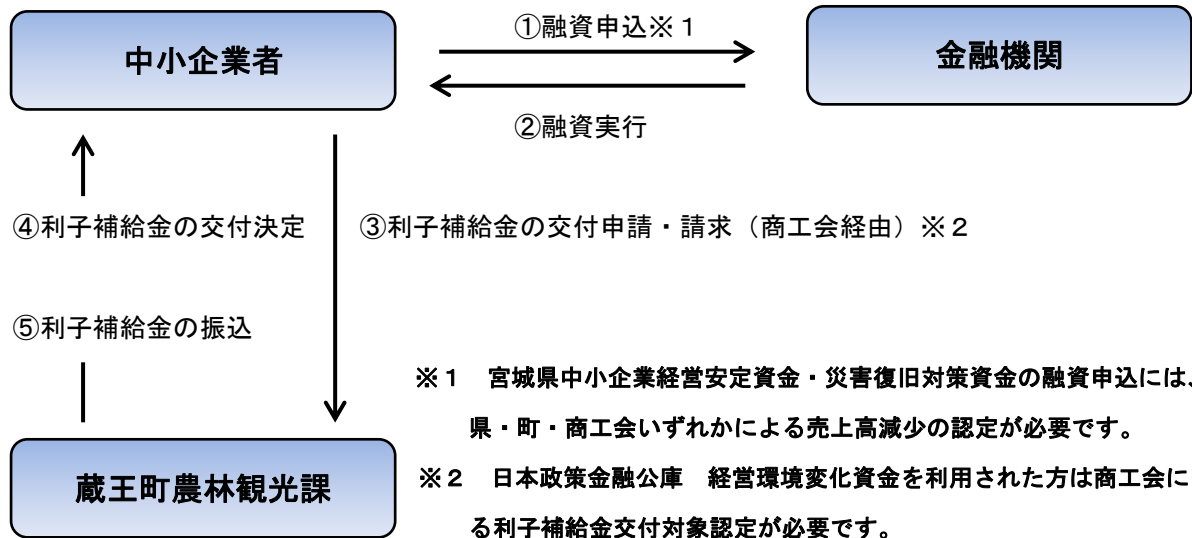 ①融資申込※１
中小企業者
金融機関
②融資実行
④利子補給金の交付決定
③利子補給金の交付申請・請求（商工会経由）※２
⑤利子補給金の振込
※１　宮城県中小企業経営安定資金・災害復旧対策資金の融資申込には、
県・町・商工会いずれかによる売上高減少の認定が必要です。
蔵王町農林観光課
※２　日本政策金融公庫　経営環境変化資金を利用された方は商工会に
る利子補給金交付対象認定が必要です。